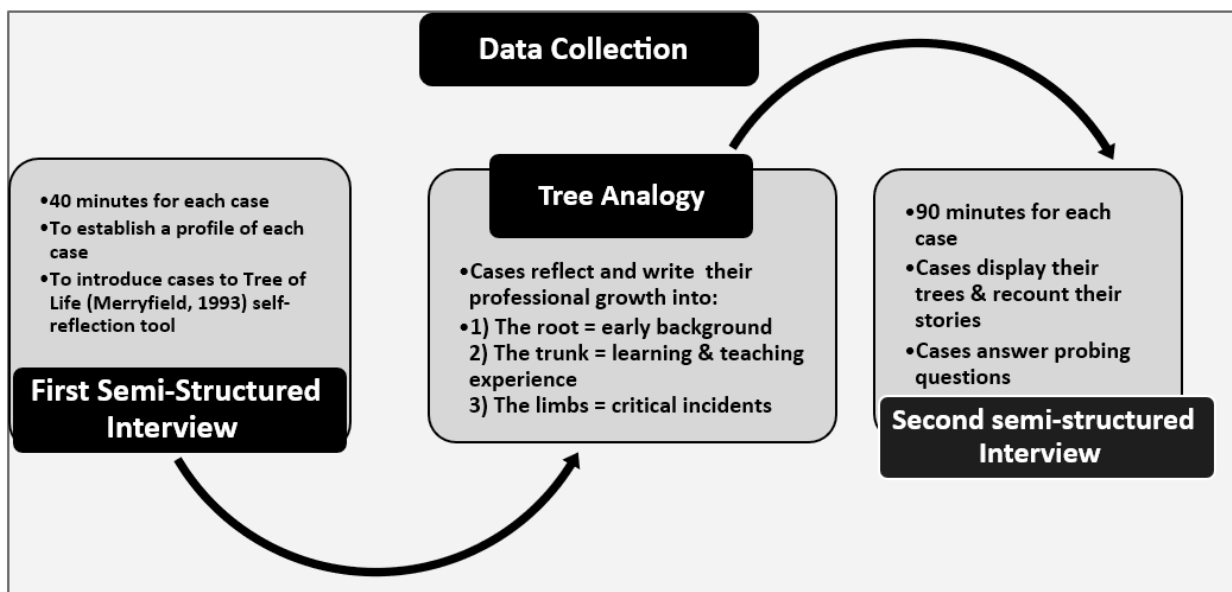 Data Collection
•40 minutes for each case
•To establish a profile of each
case
•To introduce cases to Tree of
Life (Merryfield, 1993) self-
reflection tool
First Semi-Structured
Interview
Tree Analogy
•Cases reflect and write their
professional growth into:
•1) The root = early background
2) The trunk = learning & teaching
experience
3) The limbs = critical incidents
•90 minutes for each
case
•Cases display their
trees & recount their
stories
•Cases answer probing
questions
Second semi-structured
Interview